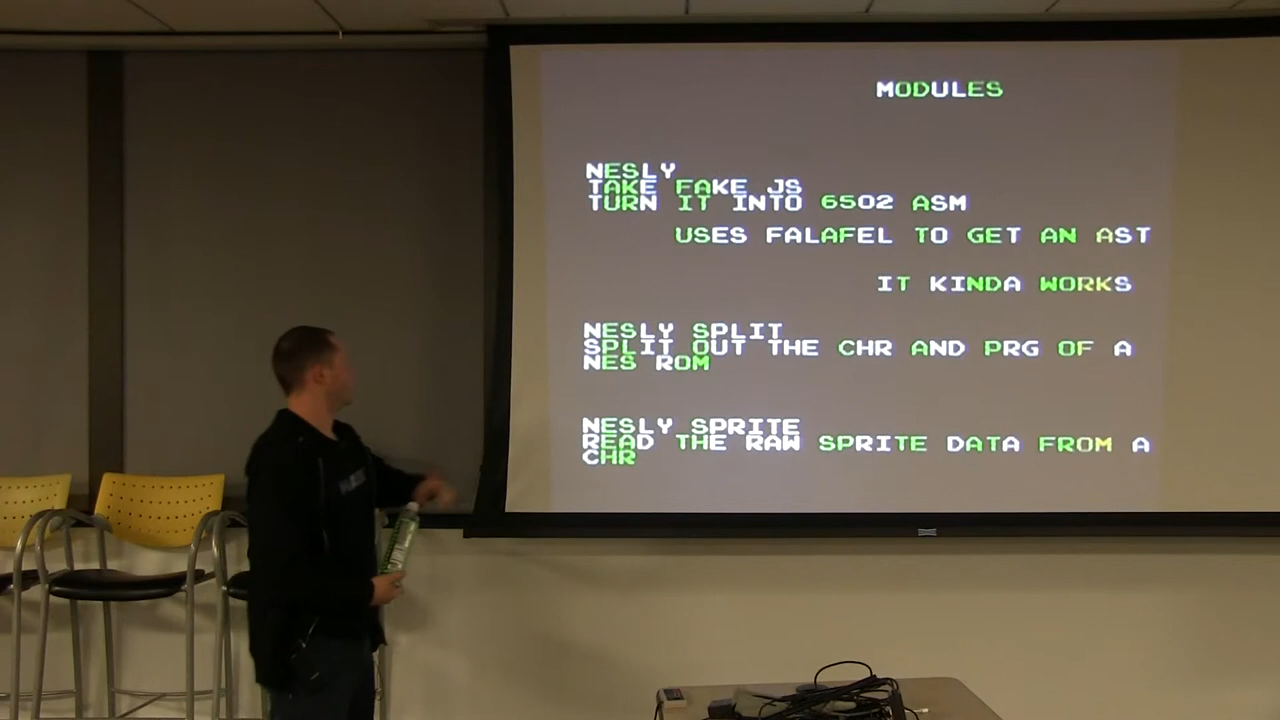 MODULES
NESLY
TAKE FAKE JS
TURN IT INTO 6502 ASM
USES FALAFEL TO GET AN AST
IT KINDA WORKS
NESLY SPLIT
SPLIT OUT THE CHR AND PRG OF A
NES ROM
NESLY SPRITE
READ THE RAW SPRITE DATA FROM A
CHR